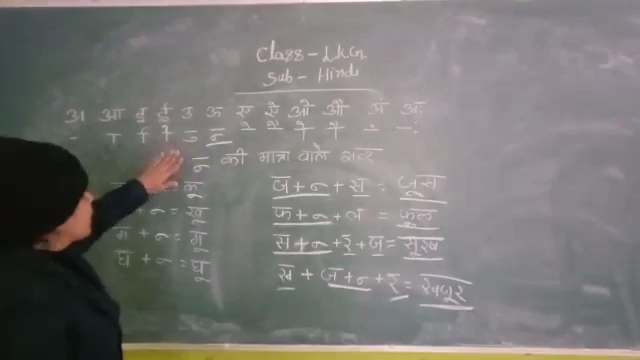 Class - LKG
Sub - Hindi
अ आ इ ई उ ऊ ए ऐ ओ औ अं अः
- ा ि ी ु ू े ै ो ौ ं ः
ू की मात्रा वाले शब्द
= कू
+ ू = खू
ग + ू = गू
घ + ू = घू
ज + ू + स = जूस
फ + ू + ल = फूल
स + ू + र + ज = सूरज
ख + ज + ू + र = खजूर